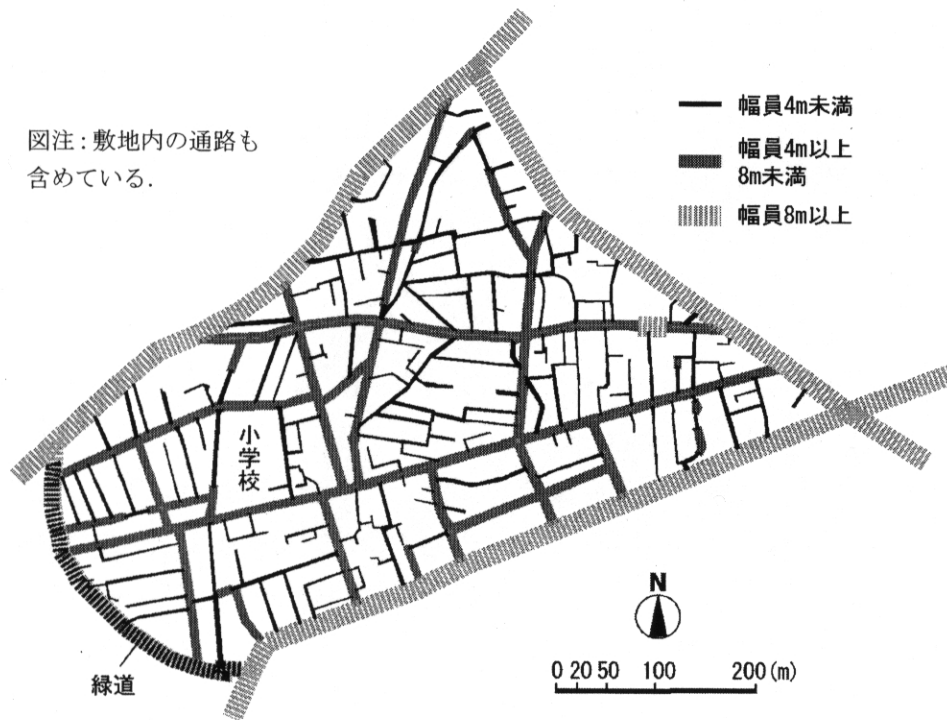 図注：敷地内の通路も
含めている．
幅員4m未満
幅員4m以上
8m未満
幅員8m以上
小学校
緑道
N
0 20 50 100 200 (m)